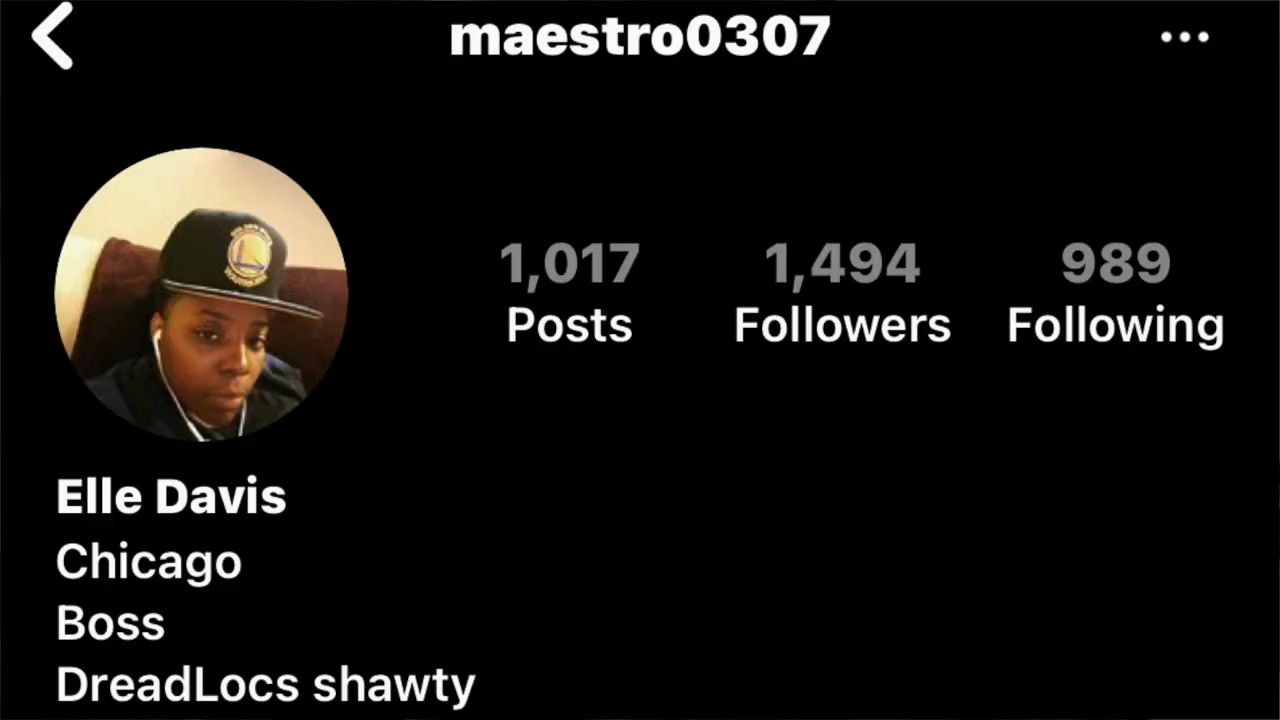 maestro0307
1,017 1,494 989
Posts Followers Following
Elle Davis
Chicago
Boss
DreadLocs shawty